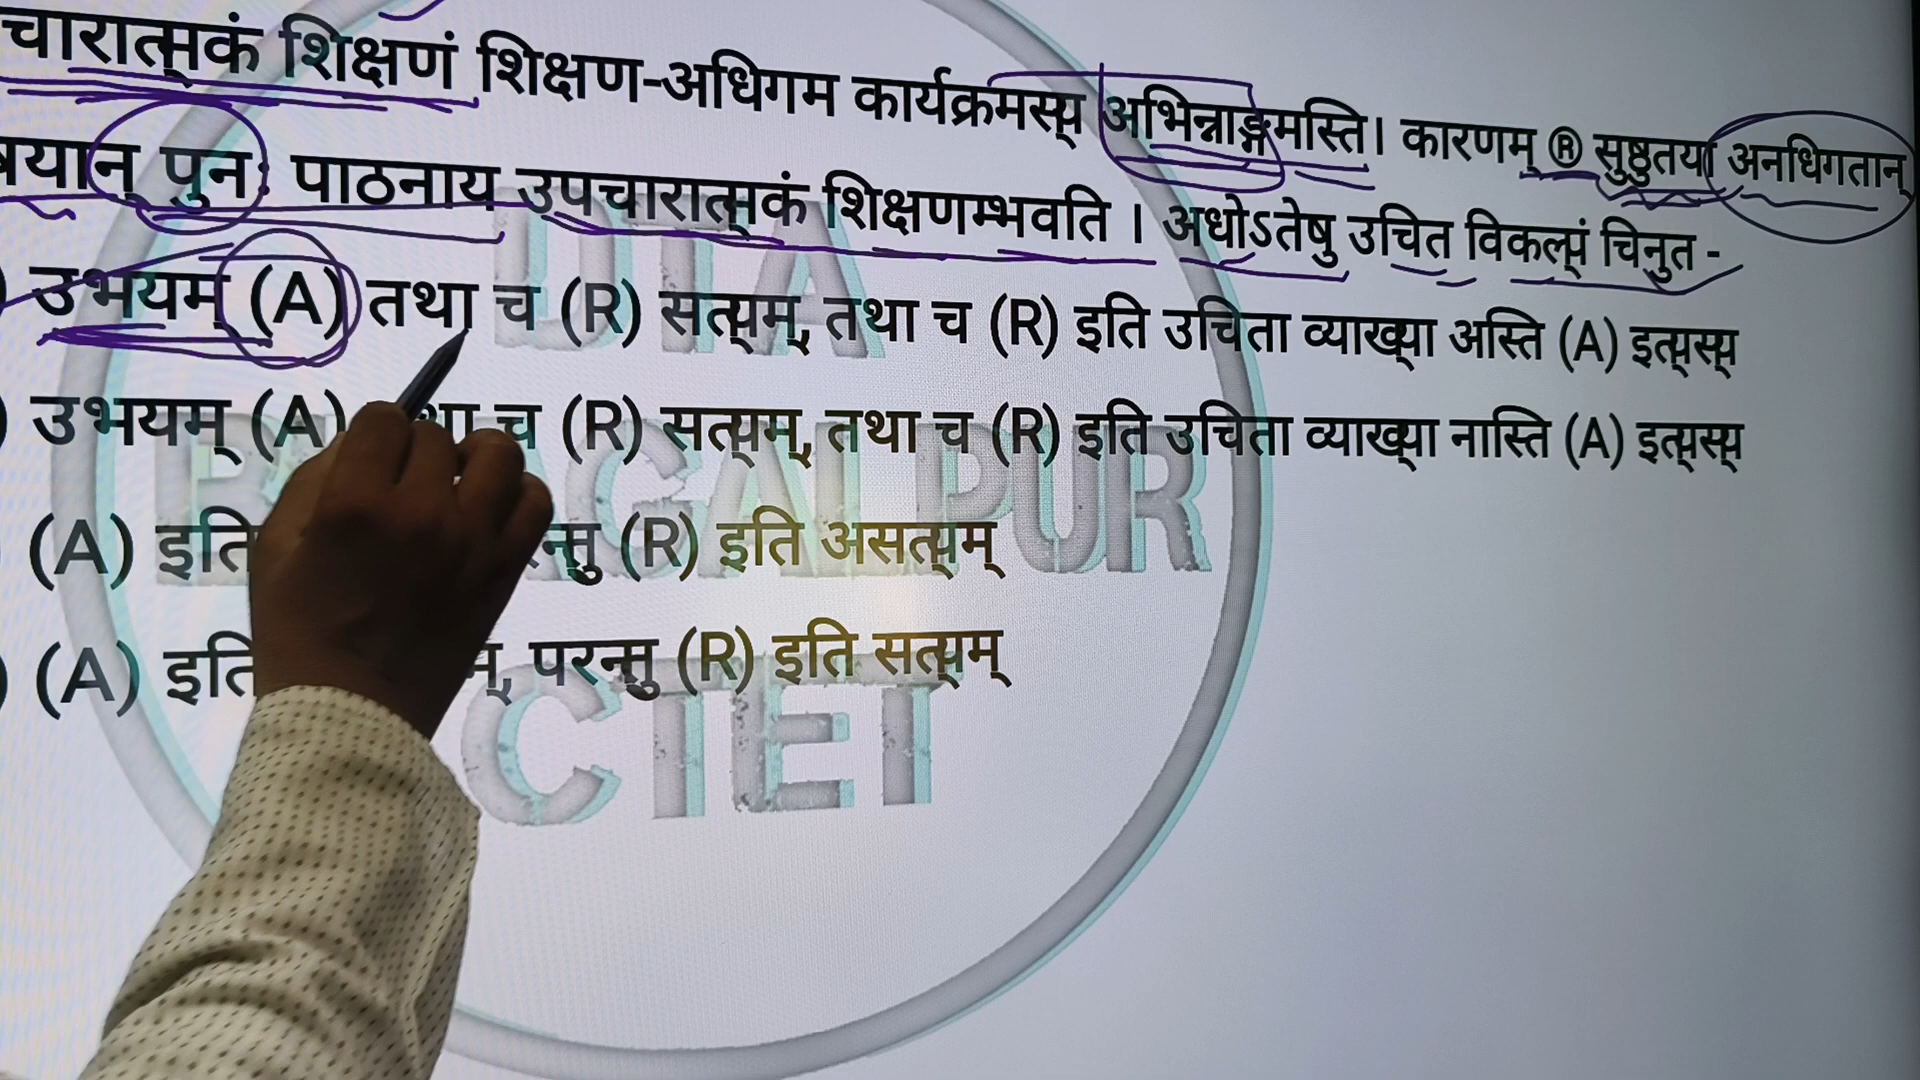 चारात्मकं शिक्षणं शिक्षण-अधिगम कार्यक्रमस्य अभिन्नाङ्गमस्ति। कारणम् ® सुष्ठुतया अनधिगतान्
षयान् पुनः पाठनाय उपचारात्मकं शिक्षणम्भवति । अधोऽतेषु उचित विकल्पं चिनुत -
) उभयम् (A) तथा च (R) सत्यम्, तथा च (R) इति उचिता व्याख्या अस्ति (A) इत्यस्य
) उभयम् (A) च (R) सत्यम्, तथा च (R) इति उचिता व्याख्या नास्ति (A) इत्यस्य
) (A) इति (R) इति असत्यम्
) (A) इति परन्तु (R) इति सत्यम्
CTET